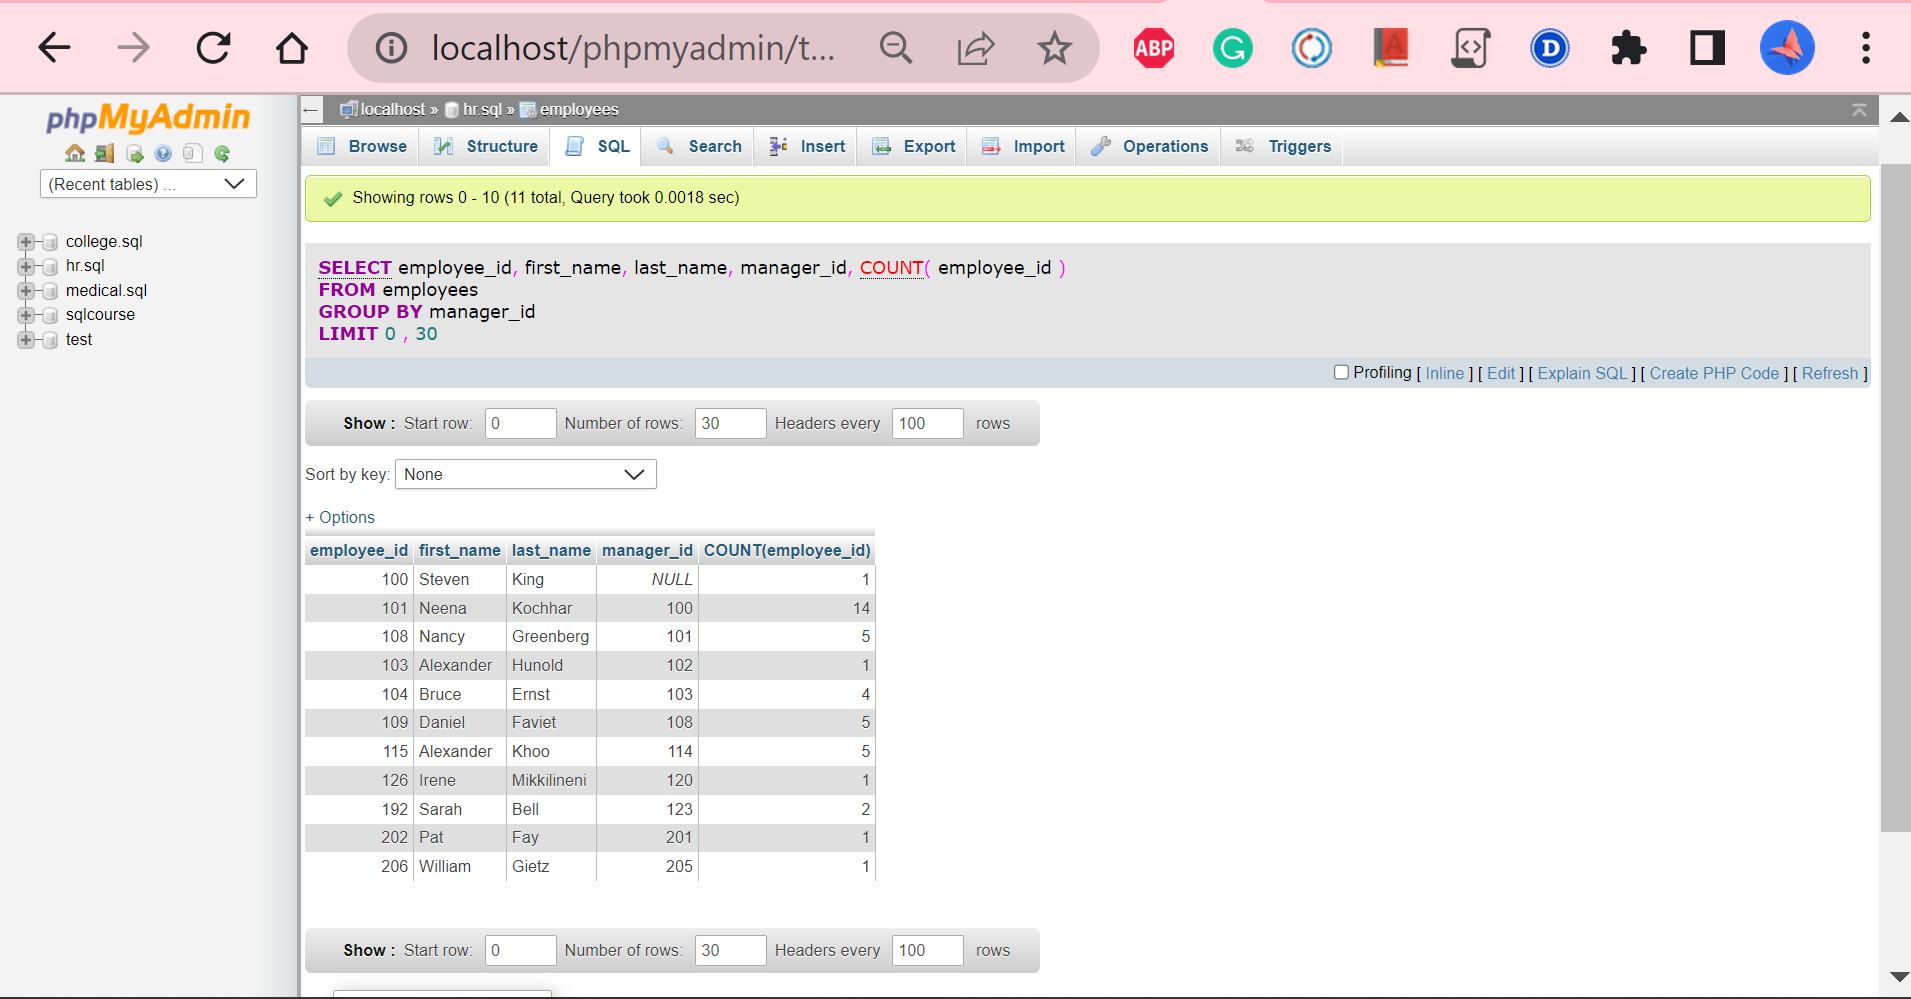 localhost/phpmyadmin/t...
ABP
G
A
D
phpMyAdmin
(Recent tables) ...
college.sql
hr.sql
medical.sql
sqlcourse
test
localhost » hr.sql » employees
Browse Structure SQL Search Insert Export Import Operations Triggers
Showing rows 0 - 10 (11 total, Query took 0.0018 sec)
SELECT employee_id, first_name, last_name, manager_id, COUNT( employee_id )
FROM employees
GROUP BY manager_id
LIMIT 0 , 30
Profiling [ Inline ] [ Edit ] [ Explain SQL ] [ Create PHP Code ] [ Refresh ]
Show : Start row: 0 Number of rows: 30 Headers every 100 rows
Sort by key: None
+ Options
employee_id first_name last_name manager_id COUNT(employee_id)
100 Steven King NULL 1
101 Neena Kochhar 100 14
108 Nancy Greenberg 101 5
103 Alexander Hunold 102 1
104 Bruce Ernst 103 4
109 Daniel Faviet 108 5
115 Alexander Khoo 114 5
126 Irene Mikkilineni 120 1
192 Sarah Bell 123 2
202 Pat Fay 201 1
206 William Gietz 205 1
Show : Start row: 0 Number of rows: 30 Headers every 100 rows